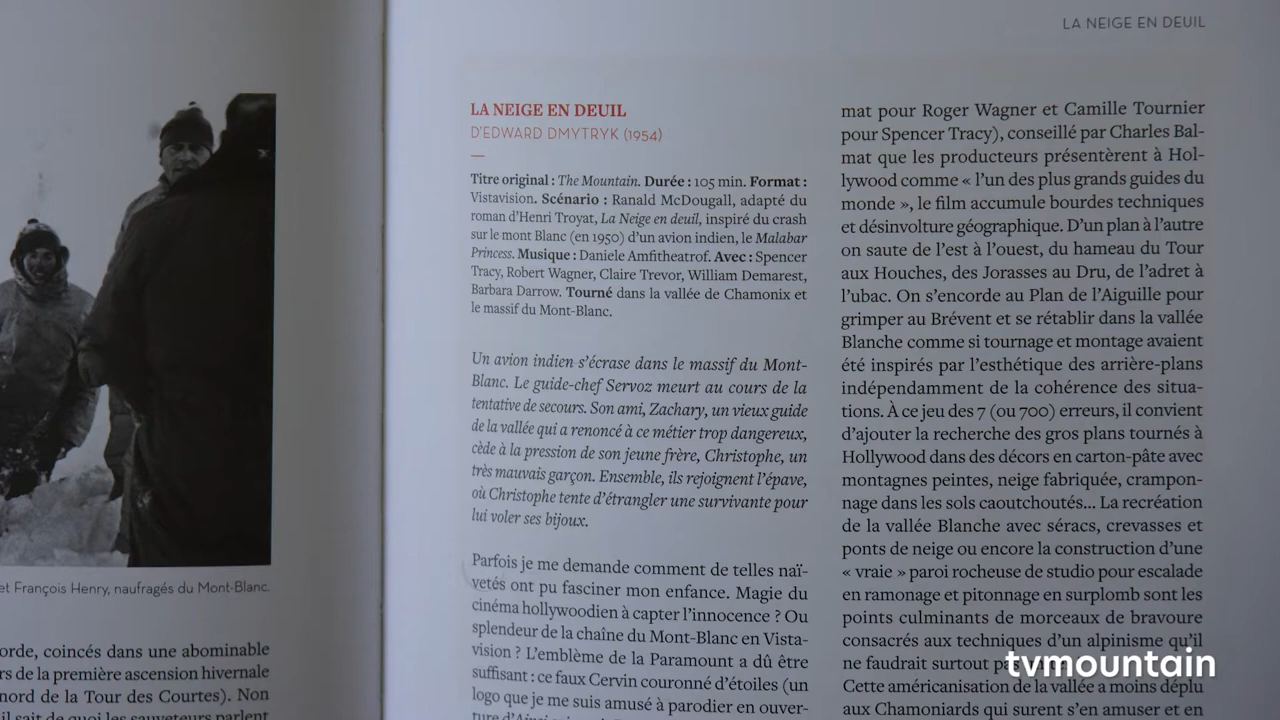 et François Henry, naufragés du Mont-Blanc.
orde, coincés dans une abominable
rs de la première ascension hivernale
nord de la Tour des Courtes). Non
il sait de quoi les sauveteurs parlent
LA NEIGE EN DEUIL
LA NEIGE EN DEUIL
D'EDWARD DMYTRYK (1954)
Titre original : The Mountain. Durée : 105 min. Format :
Vistavision. Scénario : Ranald McDougall, adapté du
roman d'Henri Troyat, La Neige en deuil, inspiré du crash
sur le mont Blanc (en 1950) d'un avion indien, le Malabar
Princess. Musique : Daniele Amfitheatrof. Avec : Spencer
Tracy, Robert Wagner, Claire Trevor, William Demarest,
Barbara Darrow. Tourné dans la vallée de Chamonix et
le massif du Mont-Blanc.
Un avion indien s'écrase dans le massif du Mont-
Blanc. Le guide-chef Servoz meurt au cours de la
tentative de secours. Son ami, Zachary, un vieux guide
de la vallée qui a renoncé à ce métier trop dangereux,
cède à la pression de son jeune frère, Christophe, un
très mauvais garçon. Ensemble, ils rejoignent l'épave,
où Christophe tente d'étrangler une survivante pour
lui voler ses bijoux.
Parfois je me demande comment de telles naï-
vetés ont pu fasciner mon enfance. Magie du
cinéma hollywoodien à capter l'innocence ? Ou
splendeur de la chaîne du Mont-Blanc en Vista-
vision ? L'emblème de la Paramount a dû être
suffisant : ce faux Cervin couronné d'étoiles (un
logo que je me suis amusé à parodier en ouver-
mat pour Roger Wagner et Camille Tournier
pour Spencer Tracy), conseillé par Charles Bal-
mat que les producteurs présentèrent à Hol-
lywood comme « l'un des plus grands guides du
monde », le film accumule bourdes techniques
et désinvolture géographique. D'un plan à l'autre
on saute de l'est à l'ouest, du hameau du Tour
aux Houches, des Jorasses au Dru, de l'adret à
l'ubac. On s'encorde au Plan de l'Aiguille pour
grimper au Brévent et se rétablir dans la vallée
Blanche comme si tournage et montage avaient
été inspirés par l'esthétique des arrière-plans
indépendamment de la cohérence des situa-
tions. À ce jeu des 7 (ou 700) erreurs, il convient
d'ajouter la recherche des gros plans tournés à
Hollywood dans des décors en carton-pâte avec
montagnes peintes, neige fabriquée, crampon-
nage dans les sols caoutchoutés... La recréation
de la vallée Blanche avec séracs, crevasses et
ponts de neige ou encore la construction d'une
« vraie » paroi rocheuse de studio pour escalade
en ramonage et pitonnage en surplomb sont les
points culminants de morceaux de bravoure
consacrés aux techniques d'un alpinisme qu'il
ne faudrait surtout
Cette américanisation de la vallée a moins déplu
aux Chamoniards qui surent s'en amuser et en
tvmountain